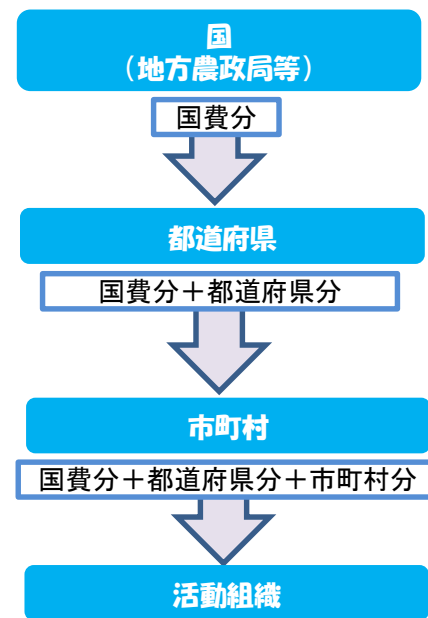 国
（地方農政局等）
国費分
都道府県
国費分＋都道府県分
市町村
国費分＋都道府県分＋市町村分
活動組織